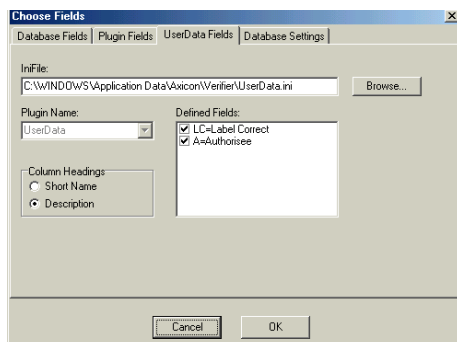 Choose Fields
Database Fields Plugin Fields UserData Fields Database Settings
IniFile:
C:\WINDOWS\Application Data\Axicon\Verifier\UserData.ini Browse...
Plugin Name: Defined Fields:
UserData
LC=Label Correct
A=Authorisee
Column Headings
Short Name
Description
Cancel OK